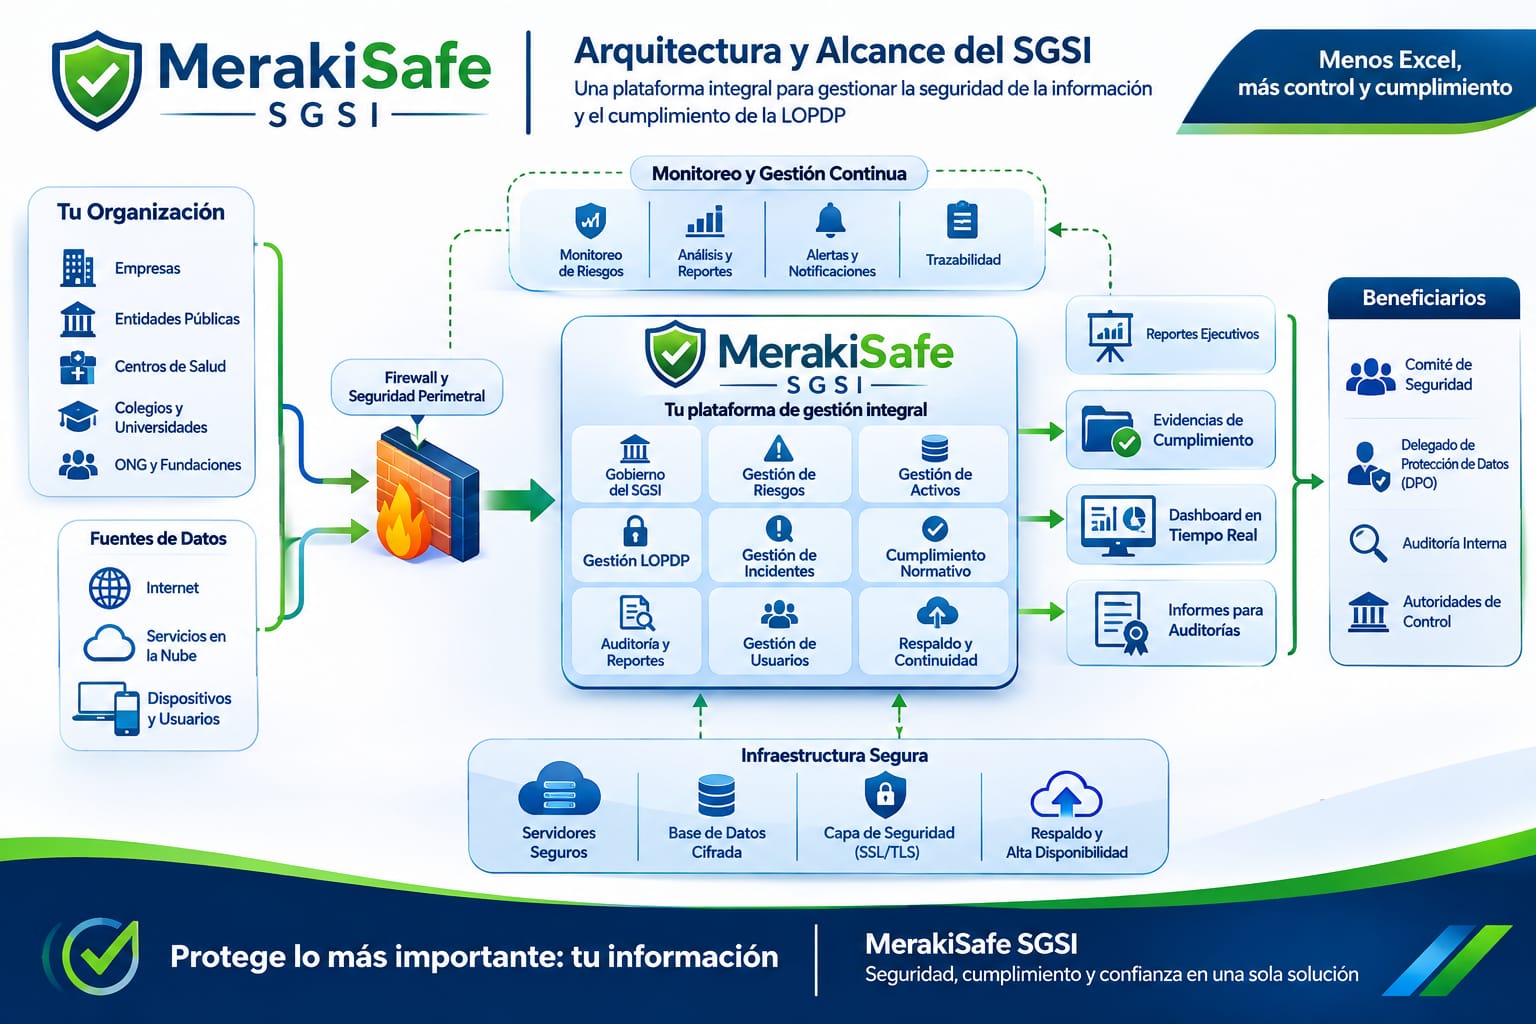 MerakiSafe
SGSI
Arquitectura y Alcance del SGSI
Una plataforma integral para gestionar la seguridad de la información
y el cumplimiento de la LOPDP
Menos Excel,
más control y cumplimiento
Tu Organización
Empresas
Entidades Públicas
Centros de Salud
Colegios y
Universidades
ONG y Fundaciones
Fuentes de Datos
Internet
Servicios en
la Nube
Dispositivos
y Usuarios
Firewall y
Seguridad Perimetral
Monitoreo y Gestión Continua
Monitoreo
de Riesgos
Análisis y
Reportes
Alertas y
Notificaciones
Trazabilidad
MerakiSafe
SGSI
Tu plataforma de gestión integral
Gobierno
del SGSI
Gestión de
Riesgos
Gestión de
Activos
Gestión LOPDP
Gestión de
Incidentes
Cumplimiento
Normativo
Auditoría y
Reportes
Gestión de
Usuarios
Respaldo y
Continuidad
Reportes Ejecutivos
Evidencias de
Cumplimiento
Dashboard en
Tiempo Real
Informes para
Auditorías
Beneficiarios
Comité de
Seguridad
Delegado de
Protección de Datos
(DPO)
Auditoría Interna
Autoridades de
Control
Infraestructura Segura
Servidores
Seguros
Base de Datos
Cifrada
Capa de Seguridad
(SSL/TLS)
Respaldo y
Alta Disponibilidad
Protege lo más importante: tu información
MerakiSafe SGSI
Seguridad, cumplimiento y confianza en una sola solución